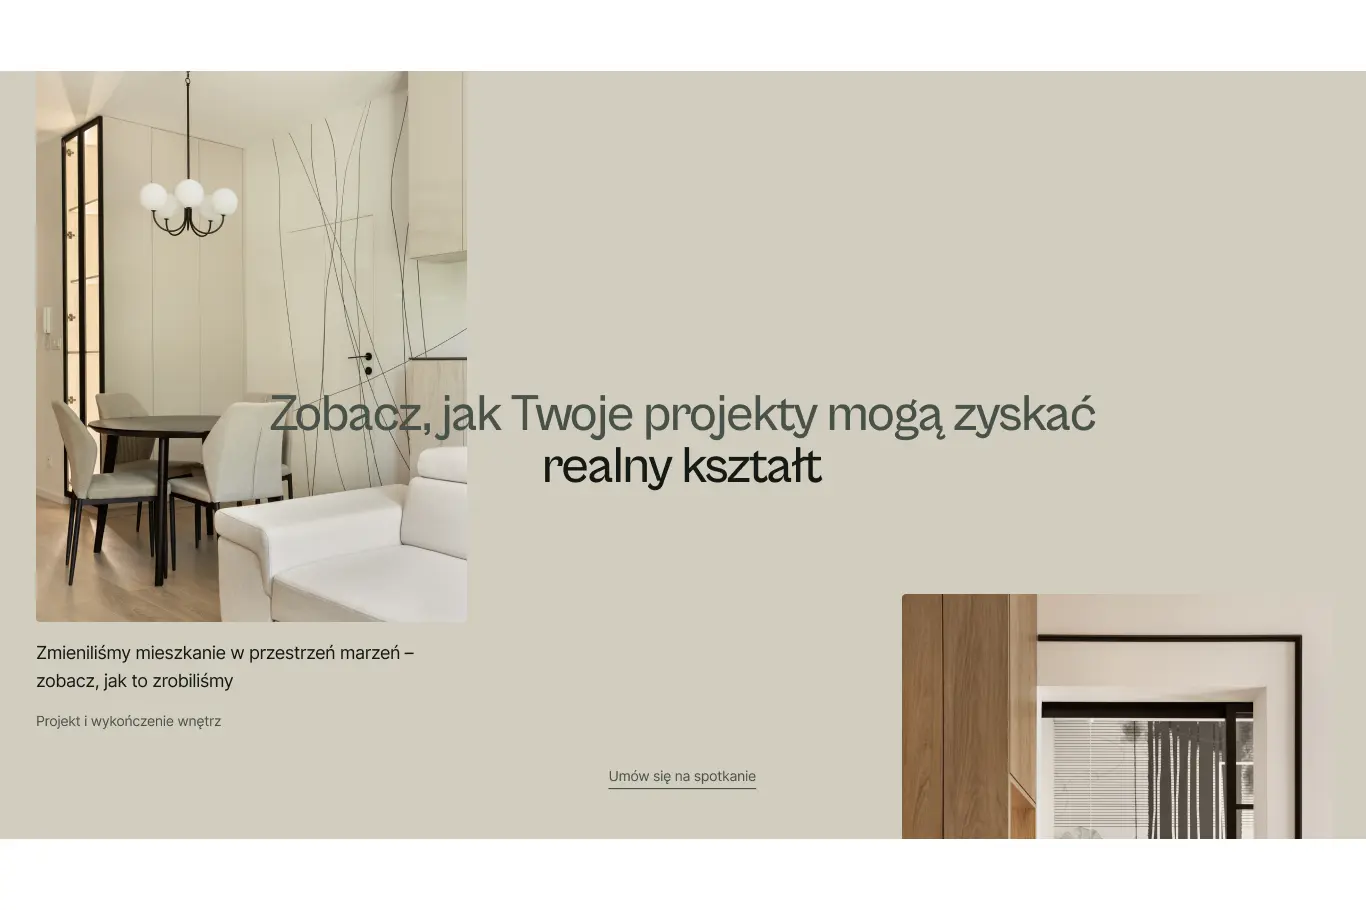 Zobacz, jak Twoje projekty mogą zyskać
realny kształt
Zmieniliśmy mieszkanie w przestrzeń marzeń –
zobacz, jak to zrobiliśmy
Projekt i wykończenie wnętrz
Umów się na spotkanie